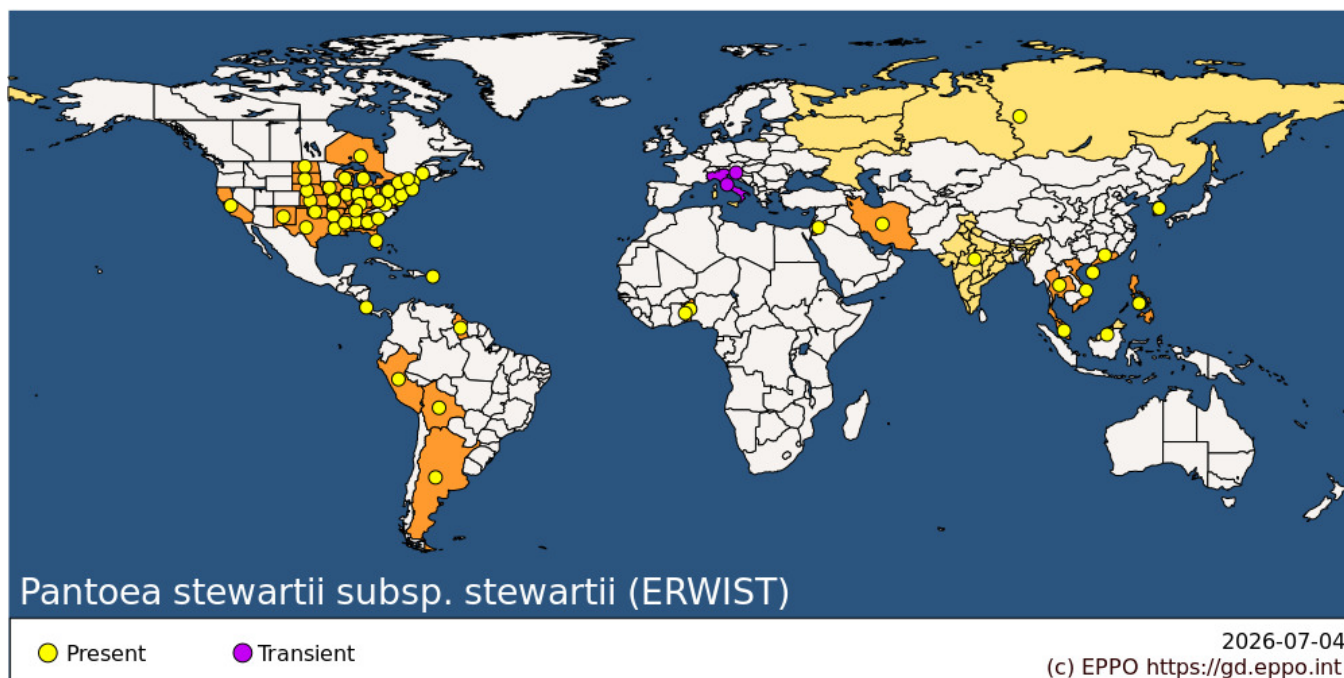 Pantoea stewartii subsp. stewartii (ERWIST)
Present
Transient
2026-07-04
(c) EPPO https://gd.eppo.int